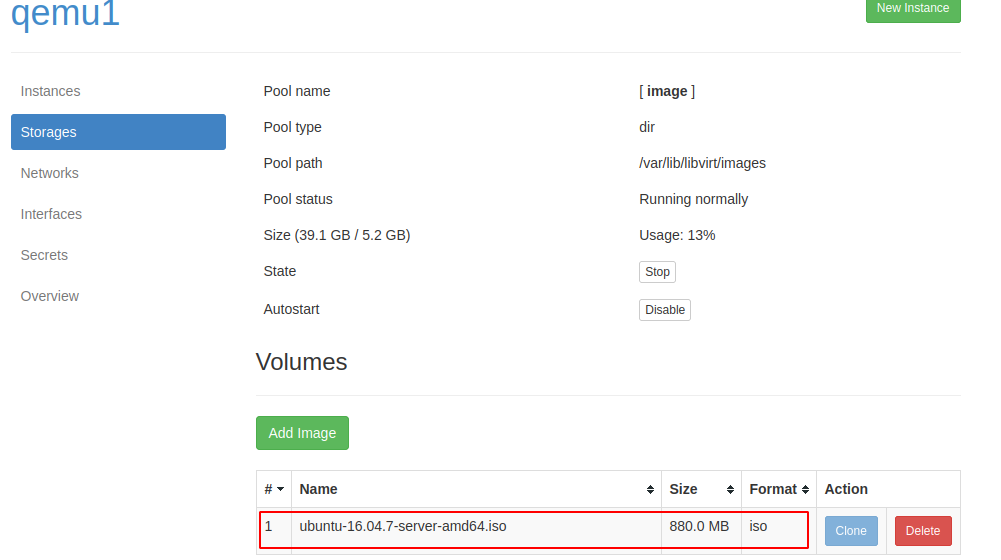 qemu1
New Instance
Instances
Storages
Networks
Interfaces
Secrets
Overview
Pool name [ image ]
Pool type dir
Pool path /var/lib/libvirt/images
Pool status Running normally
Size (39.1 GB / 5.2 GB) Usage: 13%
State Stop
Autostart Disable
Volumes
Add Image
# Name Size Format Action
1 ubuntu-16.04.7-server-amd64.iso 880.0 MB iso Clone Delete